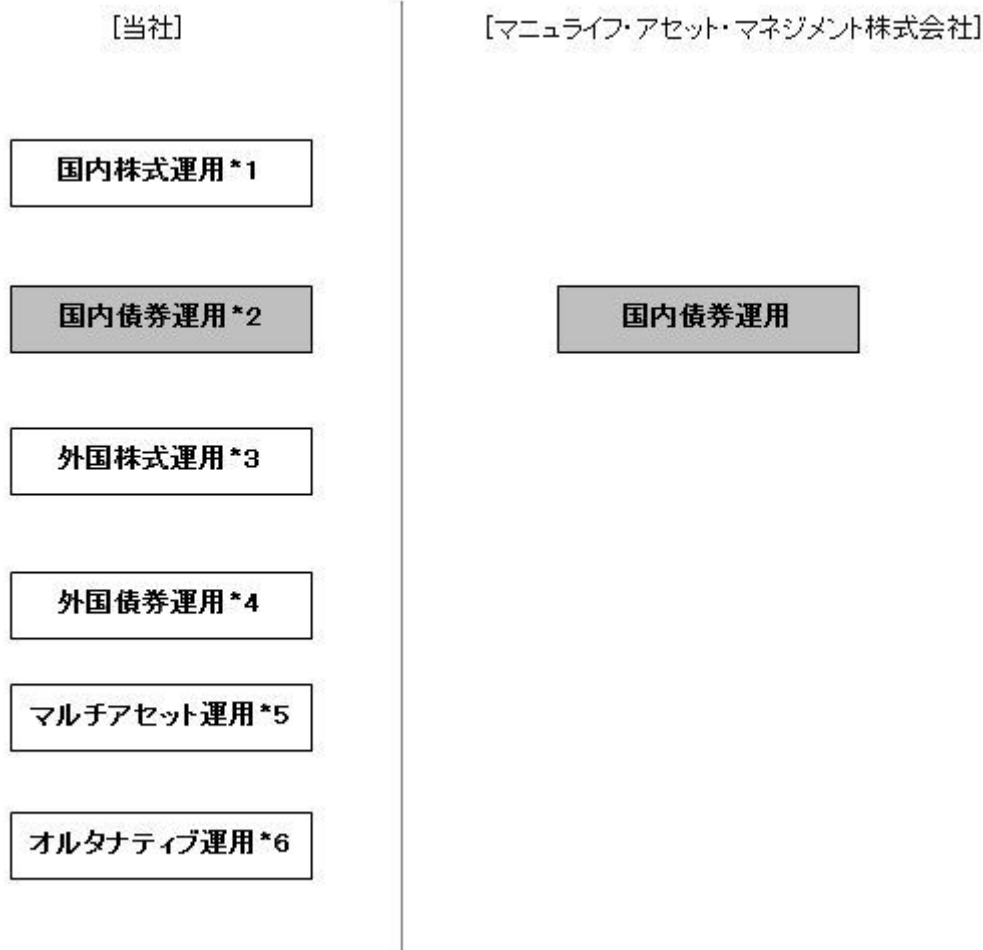 [当社]
[マニュライフ・アセット・マネジメント株式会社]
国内株式運用*1
国内債券運用*2
国内債券運用
外国株式運用*3
外国債券運用*4
マルチアセット運用*5
オルタナティブ運用*6